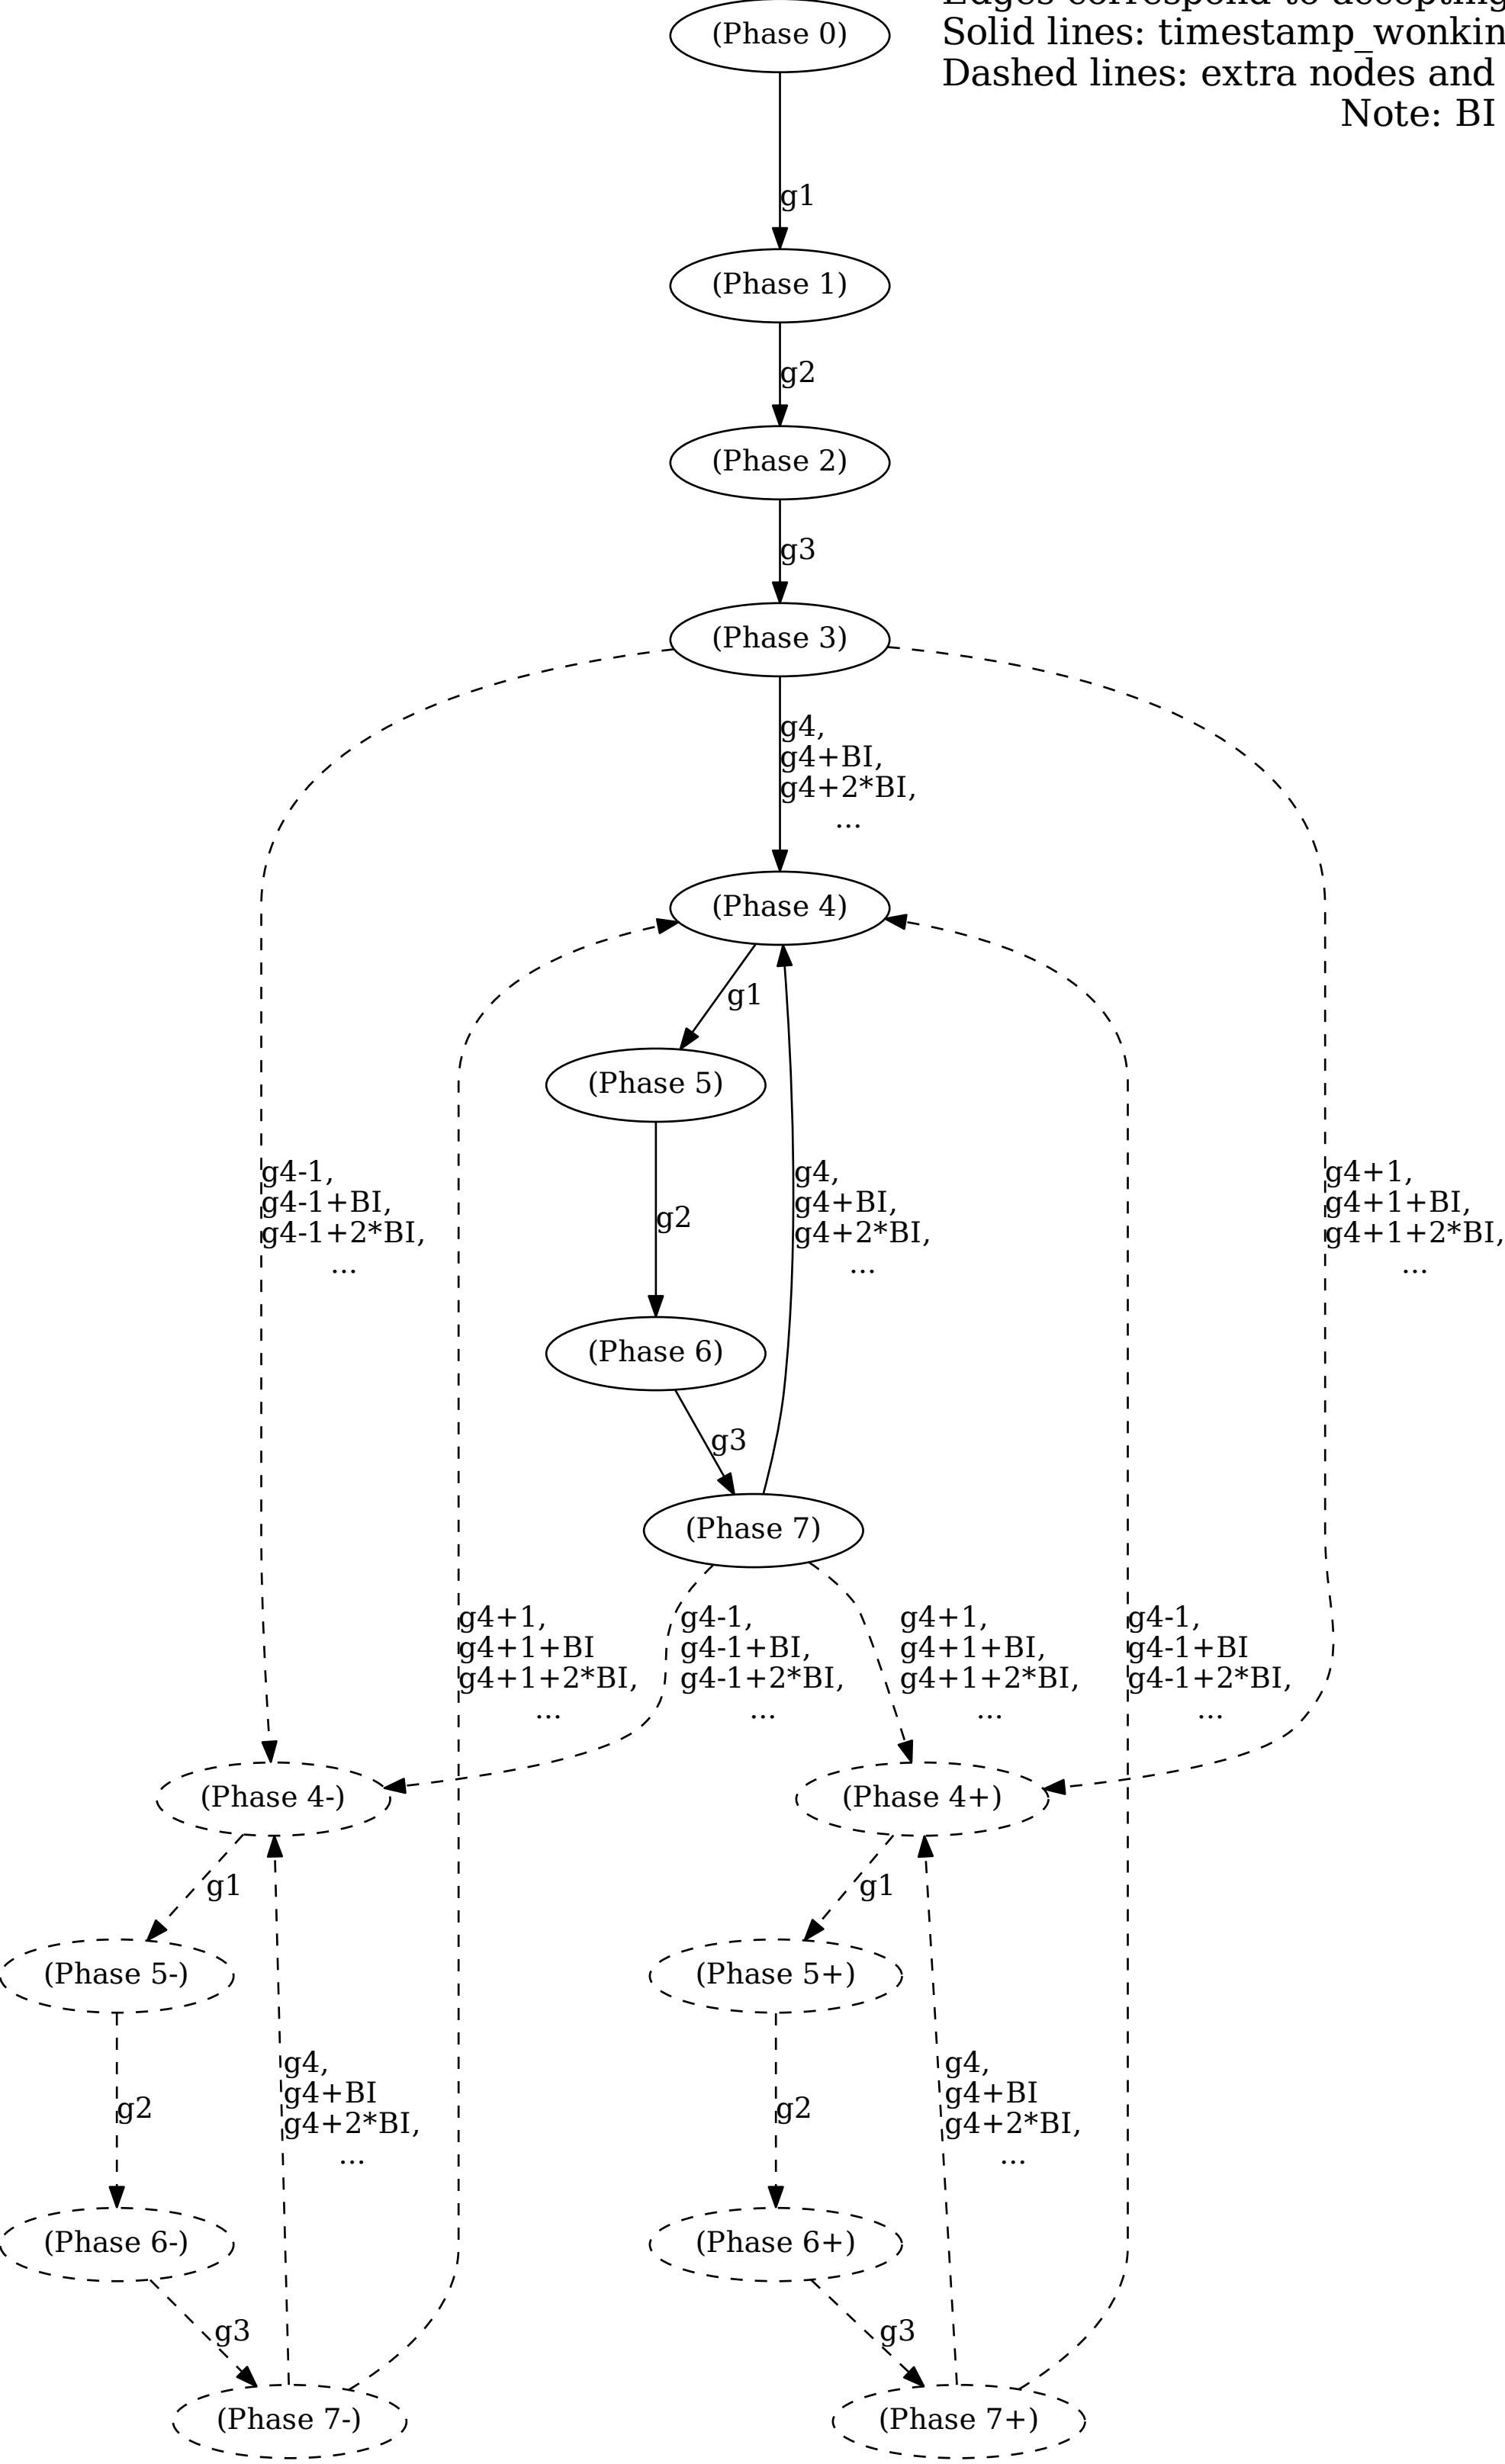 (Phase 0)
Edges correspond to accepting
Solid lines: timestamp_wonkin
Dashed lines: extra nodes and
Note: BI
g1
(Phase 1)
g2
(Phase 2)
g3
(Phase 3)
g4,
g4+BI,
g4+2*BI,
...
(Phase 4)
g1
(Phase 5)
g4-1,
g4-1+BI,
g4-1+2*BI,
...
g2
g4,
g4+BI,
g4+2*BI,
...
g4+1,
g4+1+BI,
g4+1+2*BI,
...
(Phase 6)
g3
(Phase 7)
g4+1,
g4+1+BI
g4+1+2*BI,
...
g4-1,
g4-1+BI,
g4-1+2*BI,
...
g4+1,
g4+1+BI,
g4+1+2*BI,
...
g4-1,
g4-1+BI
g4-1+2*BI,
...
(Phase 4-)
(Phase 4+)
g1
g1
(Phase 5-)
(Phase 5+)
g2
g4,
g4+BI
g4+2*BI,
...
g2
g4,
g4+BI
g4+2*BI,
...
(Phase 6-)
(Phase 6+)
g3
g3
(Phase 7-)
(Phase 7+)